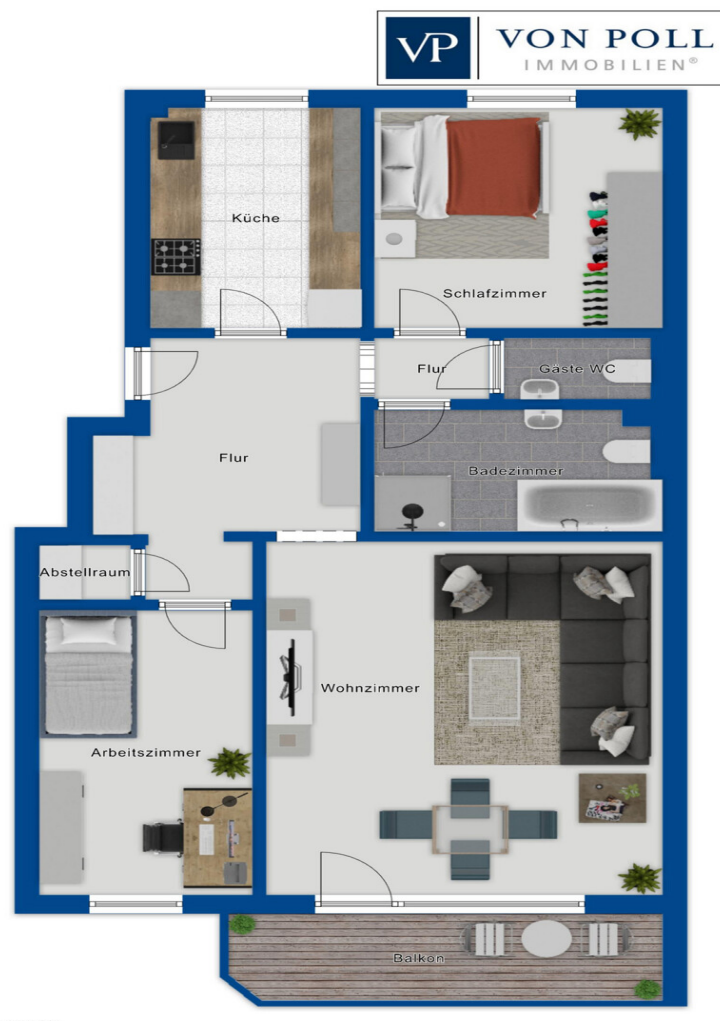 VP VON POLL
IMMOBILIEN®
Küche
Schlafzimmer
Flur
Gäste WC
Flur
Badezimmer
Abstellraum
Wohnzimmer
Arbeitszimmer
Balkon